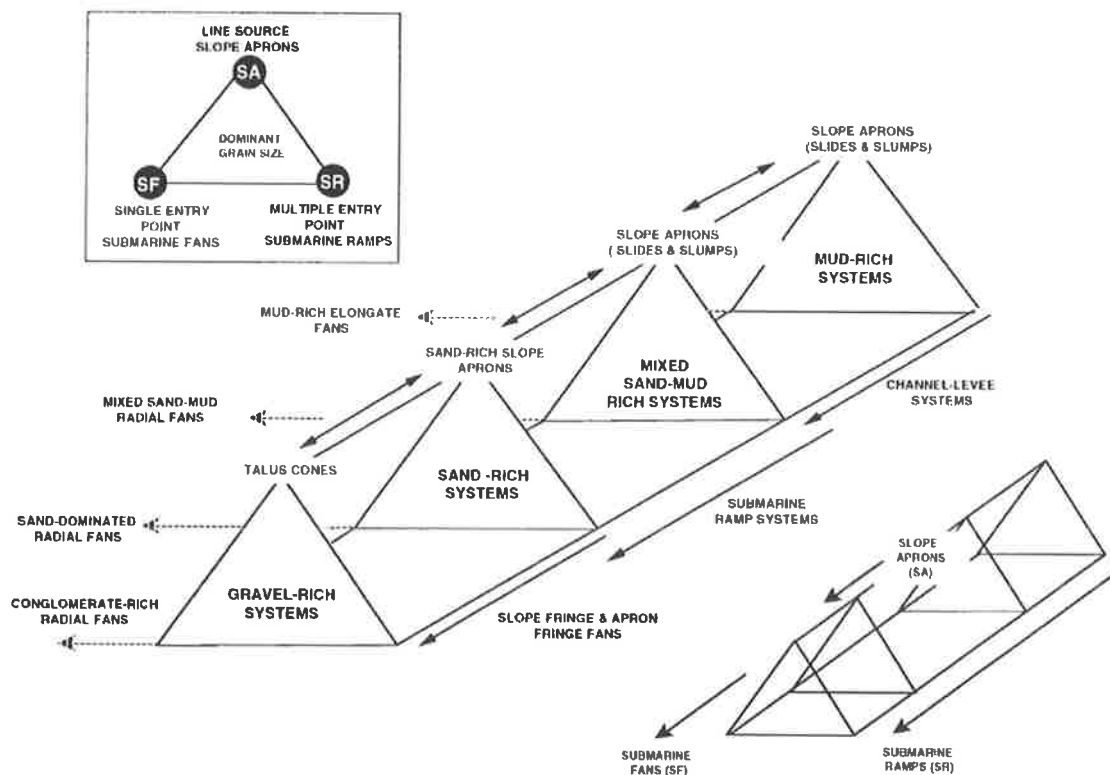 LINE SOURCE
SLOPE APRONS
SA
DOMINANT
GRAIN SIZE
SF
SR
SINGLE ENTRY
POINT
SUBMARINE FANS
MULTIPLE ENTRY
POINT
SUBMARINE RAMPS
SLOPE APRONS
(SLIDES & SLUMPS)
MUD-RICH
SYSTEMS
SLOPE APRONS
( SLIDES & SLUMPS)
MUD-RICH ELONGATE
FANS
SAND-RICH SLOPE
APRONS
MIXED
SAND-MUD
RICH SYSTEMS
CHANNEL-LEVEE
SYSTEMS
MIXED SAND-MUD
RADIAL FANS
TALUS CONES
SAND -RICH
SYSTEMS
SUBMARINE
RAMP SYSTEMS
SAND-DOMINATED
RADIAL FANS
SLOPE
APRONS
(SA)
GRAVEL-RICH
SYSTEMS
CONGLOMERATE-RICH
RADIAL FANS
SLOPE FRINGE & APRON
FRINGE FANS
SUBMARINE
FANS (SF)
SUBMARINE
RAMPS (SR)